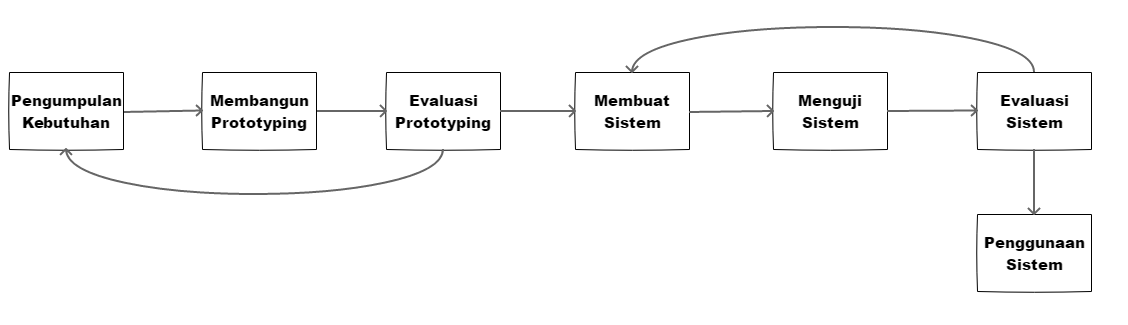 Pengumpulan
Kebutuhan
Membangun
Prototyping
Evaluasi
Prototyping
Membuat
Sistem
Menguji
Sistem
Evaluasi
Sistem
Penggunaan
Sistem